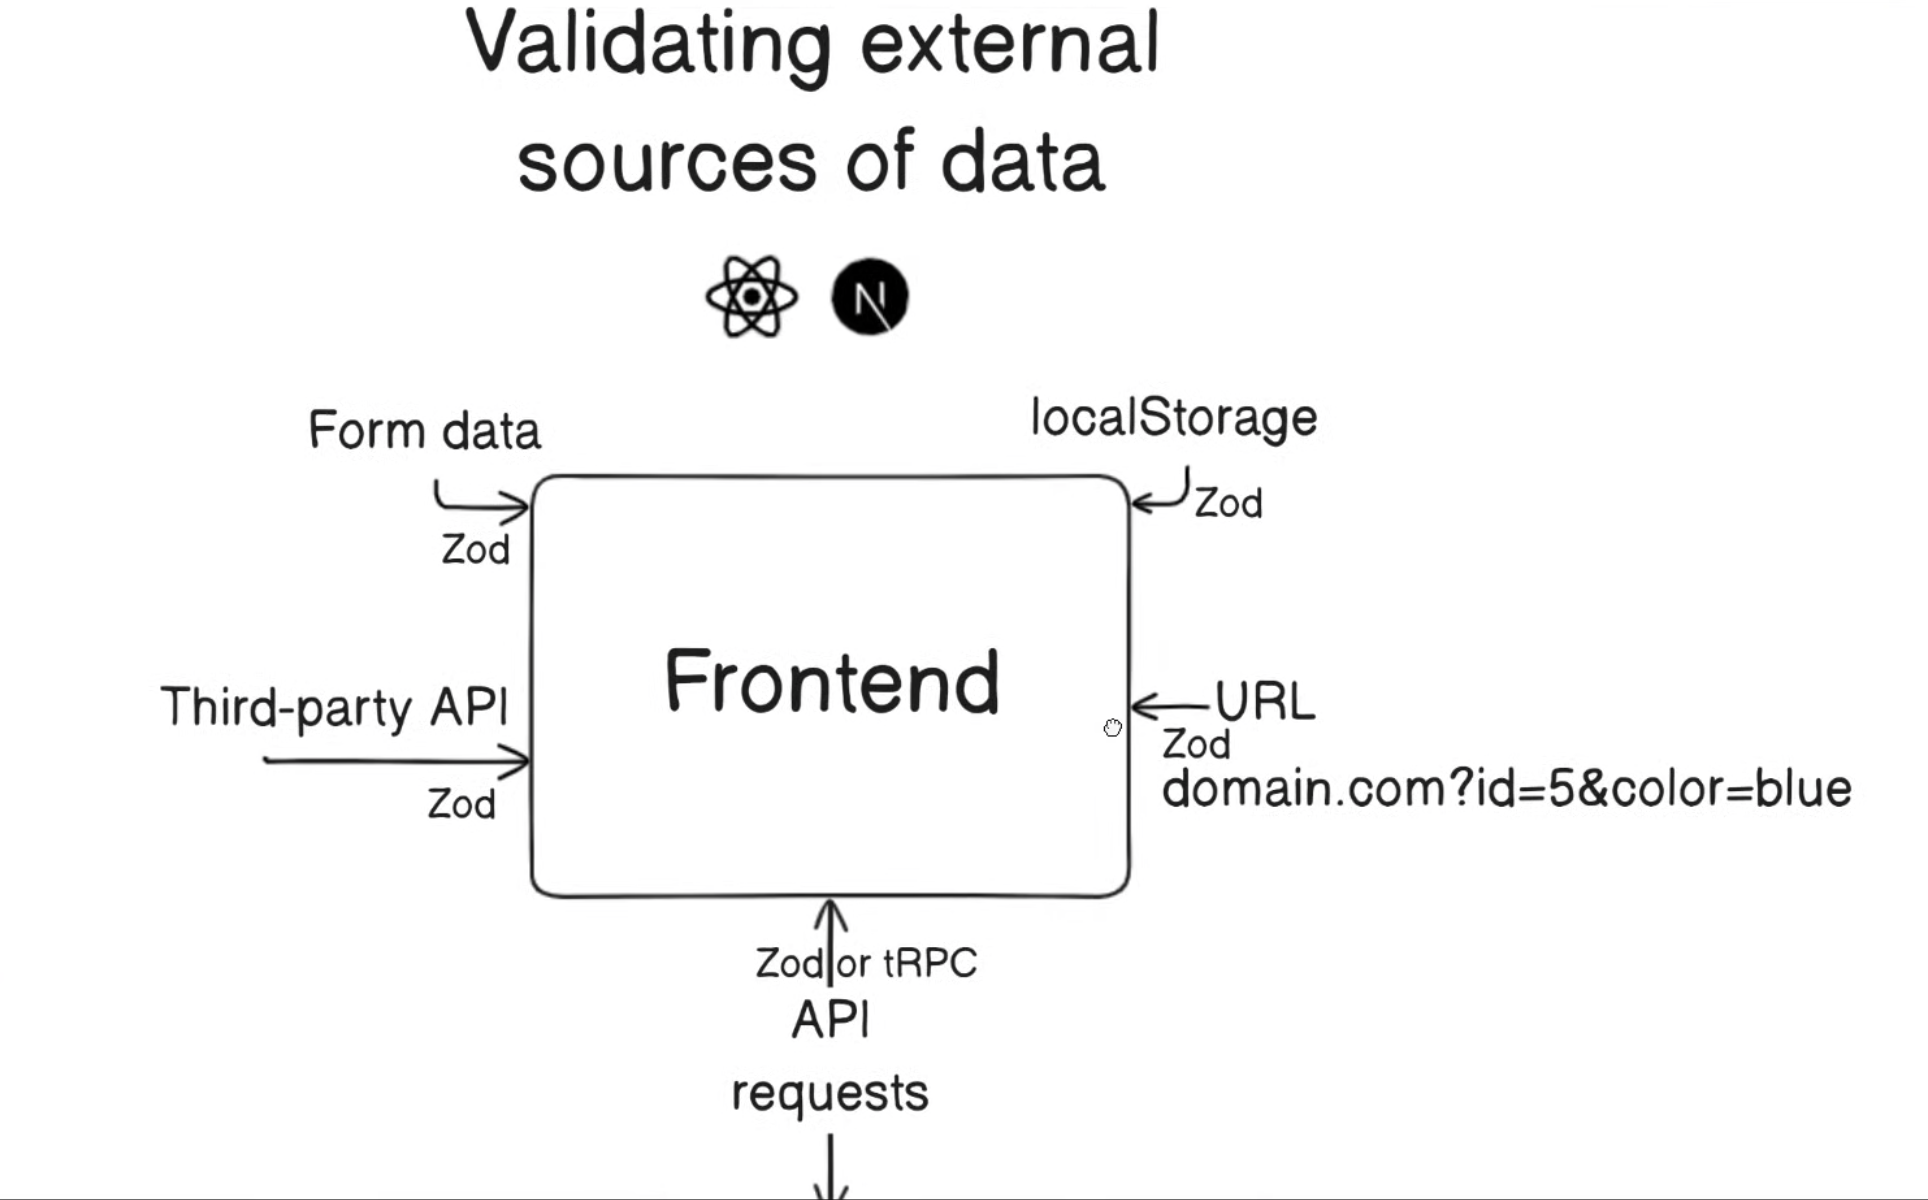 Validating external
sources of data
N
Form data
localStorage
Zod
Zod
Frontend
Third-party API
URL
Zod
domain.com?id=5&color=blue
Zod
Zod or tRPC
API
requests